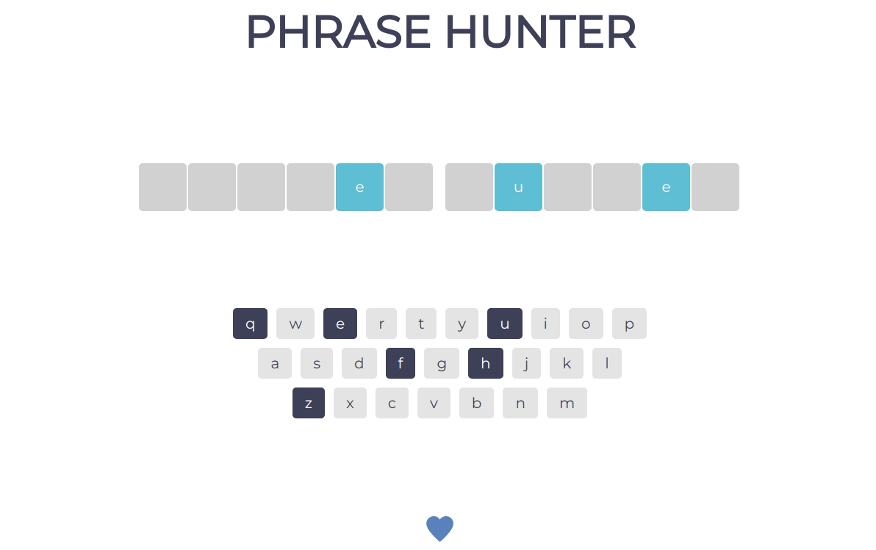 PHRASE HUNTER
e u e
q w e r t y u i o p
a s d f g h j k l
z x c v b n m